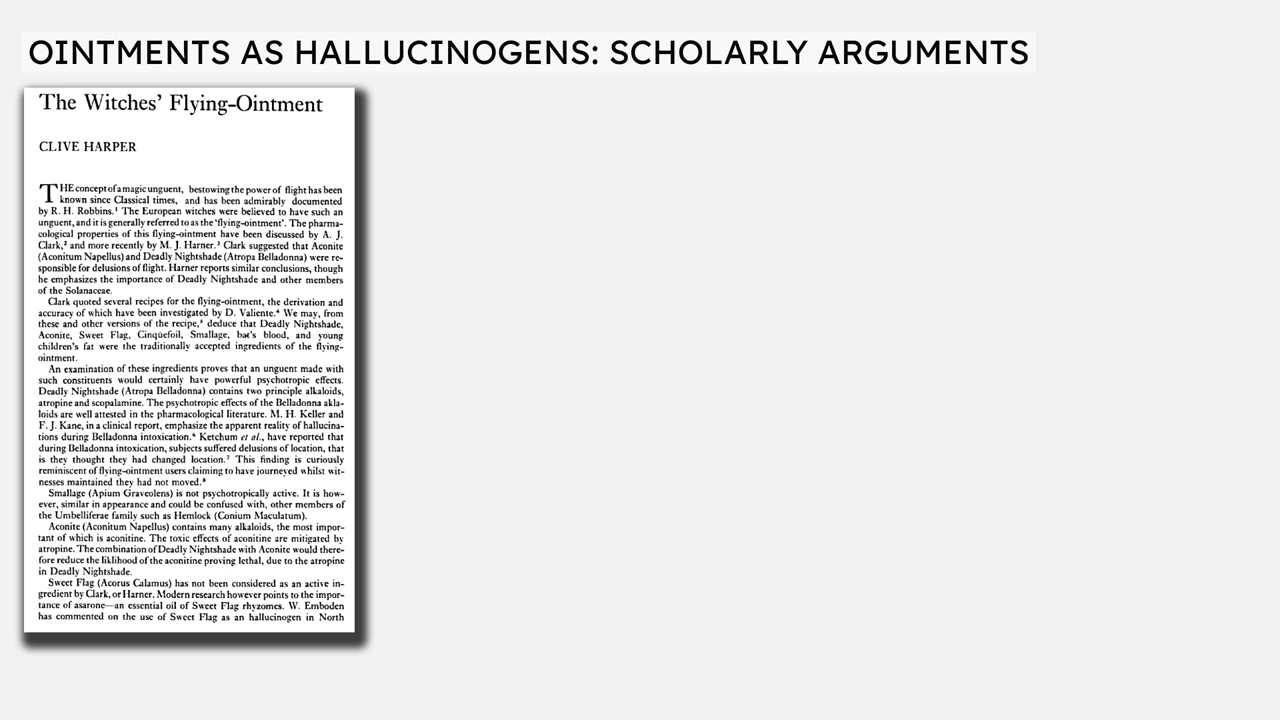 OINTMENTS AS HALLUCINOGENS: SCHOLARLY ARGUMENTS
The Witches' Flying-Ointment
CLIVE HARPER
THE concept of a magic unguent, bestowing the power of flight has been
known since Classical times, and has been admirably documented
by R. H. Robbins.¹ The European witches were believed to have such an
unguent, and it is generally referred to as the 'flying-ointment'. The pharma-
cological properties of this flying-ointment have been discussed by A. J.
Clark,² and more recently by M. J. Harner.³ Clark suggested that Aconite
(Aconitum Napellus) and Deadly Nightshade (Atropa Belladonna) were re-
sponsible for delusions of flight. Harner reports similar conclusions, though
he emphasizes the importance of Deadly Nightshade and other members
of the Solanaceae.
Clark quoted several recipes for the flying-ointment, the derivation and
accuracy of which have been investigated by D. Valiente.⁴ We may, from
these and other versions of the recipe,⁵ deduce that Deadly Nightshade,
Aconite, Sweet Flag, Cinquefoil, Smallage, bat's blood, and young
children's fat were the traditionally accepted ingredients of the flying-
ointment.
An examination of these ingredients proves that an unguent made with
such constituents would certainly have powerful psychotropic effects.
Deadly Nightshade (Atropa Belladonna) contains two principle alkaloids,
atropine and scopalamine. The psychotropic effects of the Belladonna akla-
loids are well attested in the pharmacological literature. M. H. Keller and
F. J. Kane, in a clinical report, emphasize the apparent reality of hallucina-
tions during Belladonna intoxication.⁶ Ketchum et al., have reported that
during Belladonna intoxication, subjects suffered delusions of location, that
is they thought they had changed location.⁷ This finding is curiously
reminiscent of flying-ointment users claiming to have journeyed whilst wit-
nesses maintained they had not moved.⁸
Smallage (Apium Graveolens) is not psychotropically active. It is how-
ever, similar in appearance and could be confused with, other members of
the Umbelliferae family such as Hemlock (Conium Maculatum).
Aconite (Aconitum Napellus) contains many alkaloids, the most impor-
tant of which is aconitine. The toxic effects of aconitine are mitigated by
atropine. The combination of Deadly Nightshade with Aconite would there-
fore reduce the liklihood of the aconitine proving lethal, due to the atropine
in Deadly Nightshade.
Sweet Flag (Acorus Calamus) has not been considered as an active in-
gredient by Clark, or Harner. Modern research however points to the impor-
tance of asarone—an essential oil of Sweet Flag rhyzomes. W. Emboden
has commented on the use of Sweet Flag as an hallucinogen in North